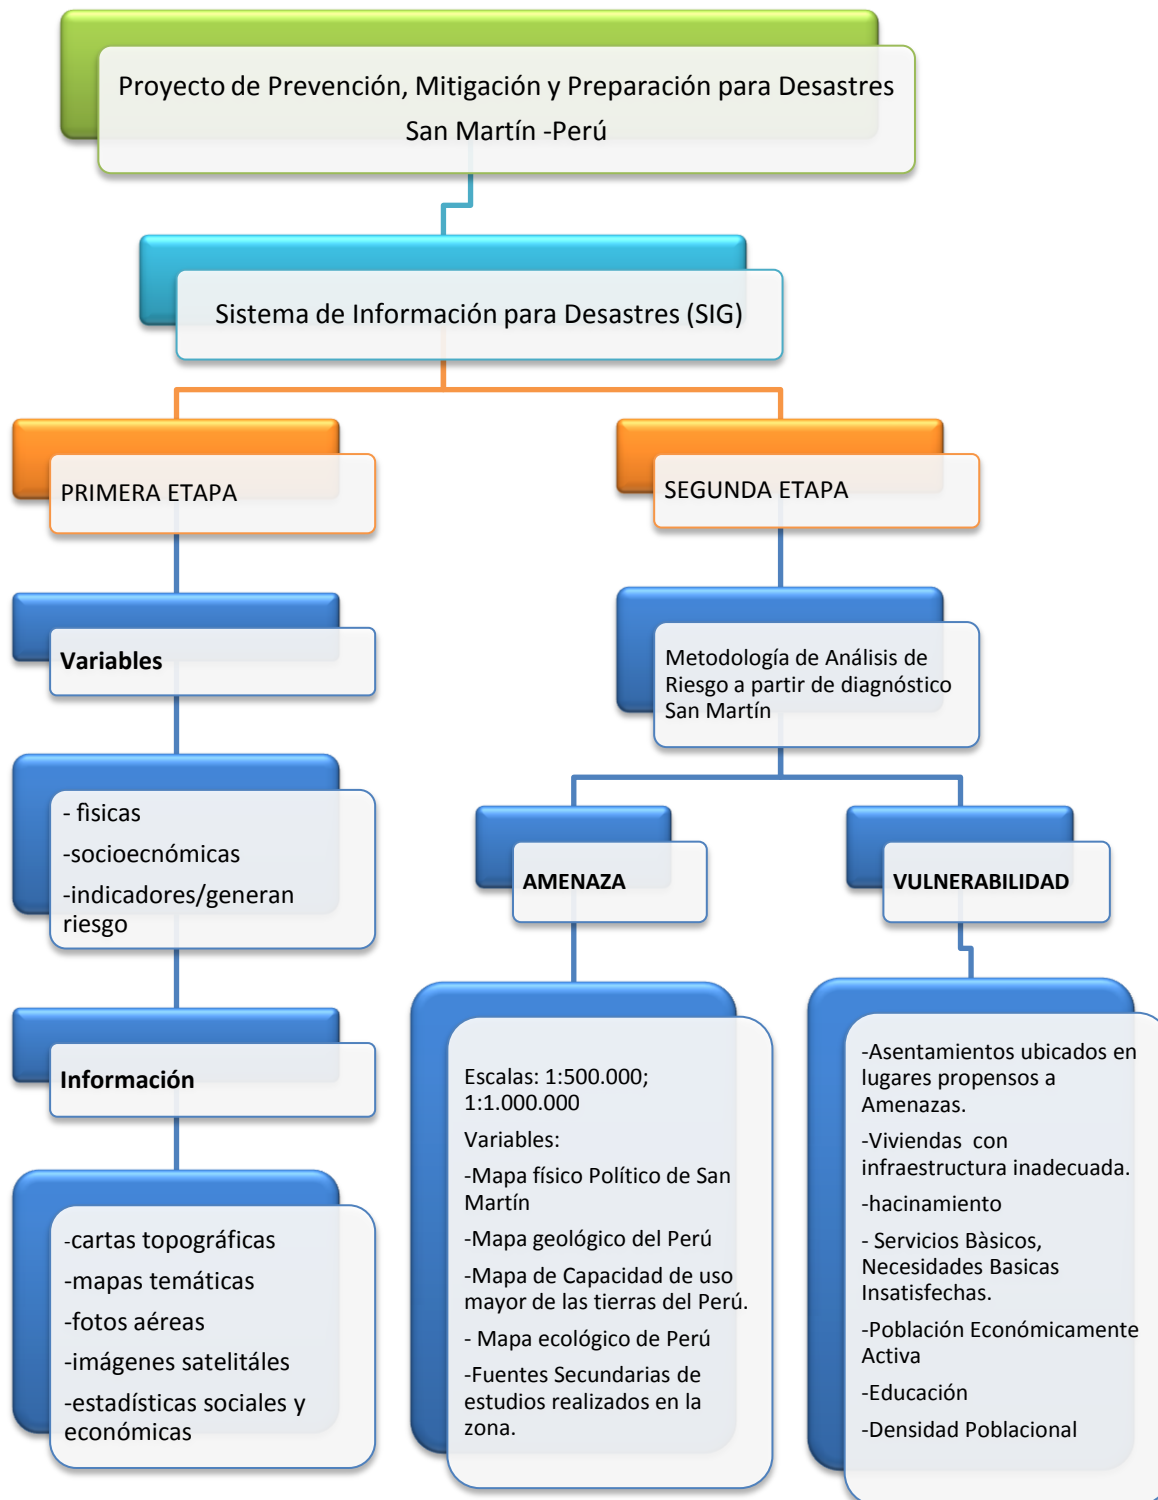 Proyecto de Prevención, Mitigación y Preparación para Desastres
San Martín -Perú
Sistema de Información para Desastres (SIG)
PRIMERA ETAPA
Variables
- fìsicas
-socioecnómicas
-indicadores/generan
riesgo
Información
-cartas topográficas
-mapas temáticas
-fotos aéreas
-imágenes satelitáles
-estadísticas sociales y
económicas
SEGUNDA ETAPA
Metodología de Análisis de
Riesgo a partir de diagnóstico
San Martín
AMENAZA
Escalas: 1:500.000;
1:1.000.000
Variables:
-Mapa físico Político de San
Martín
-Mapa geológico del Perú
-Mapa de Capacidad de uso
mayor de las tierras del Perú.
- Mapa ecológico de Perú
-Fuentes Secundarias de
estudios realizados en la
zona.
VULNERABILIDAD
-Asentamientos ubicados en
lugares propensos a
Amenazas.
-Viviendas  con
infraestructura inadecuada.
-hacinamiento
- Servicios Bàsicos,
Necesidades Basicas
Insatisfechas.
-Población Económicamente
Activa
-Educación
-Densidad Poblacional